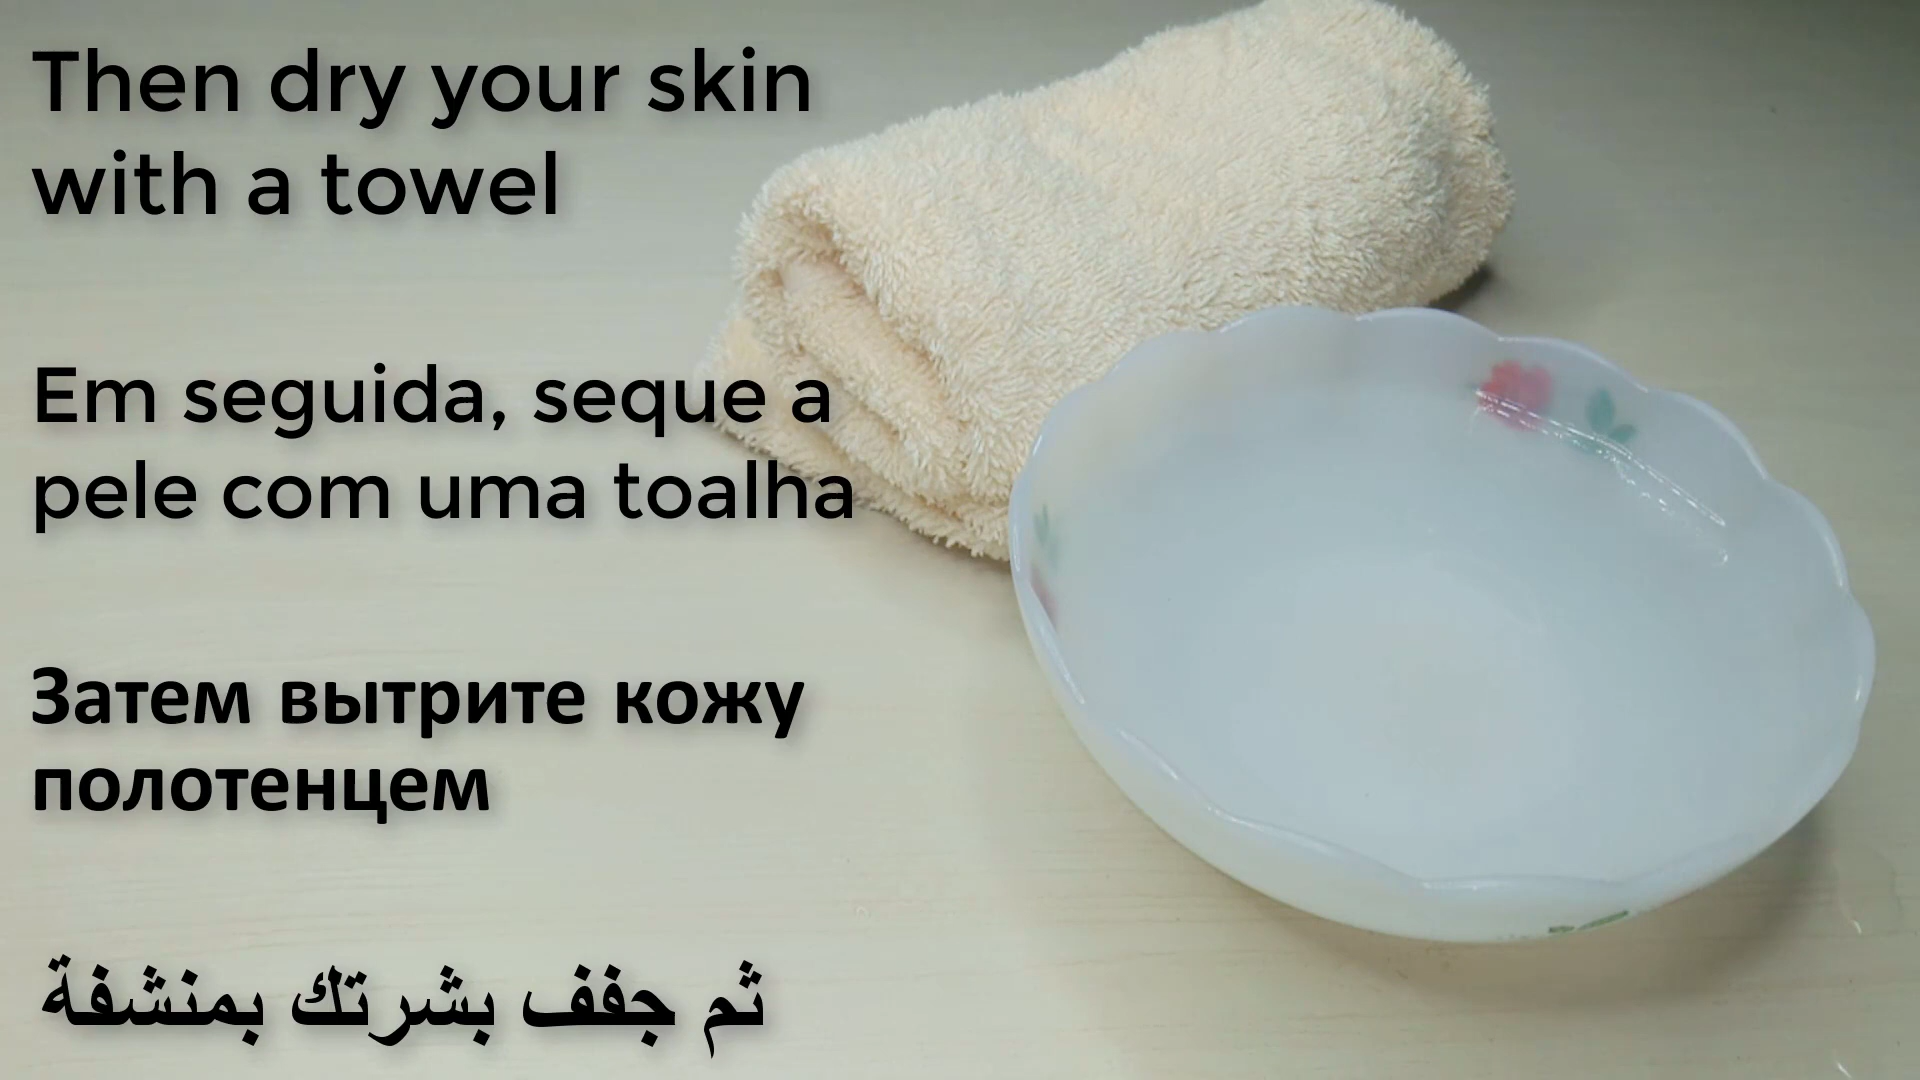 Then dry your skin
with a towel
Em seguida, seque a
pele com uma toalha
Затем вытрите кожу
полотенцем
ثم جفف بشرتك بمنشفة